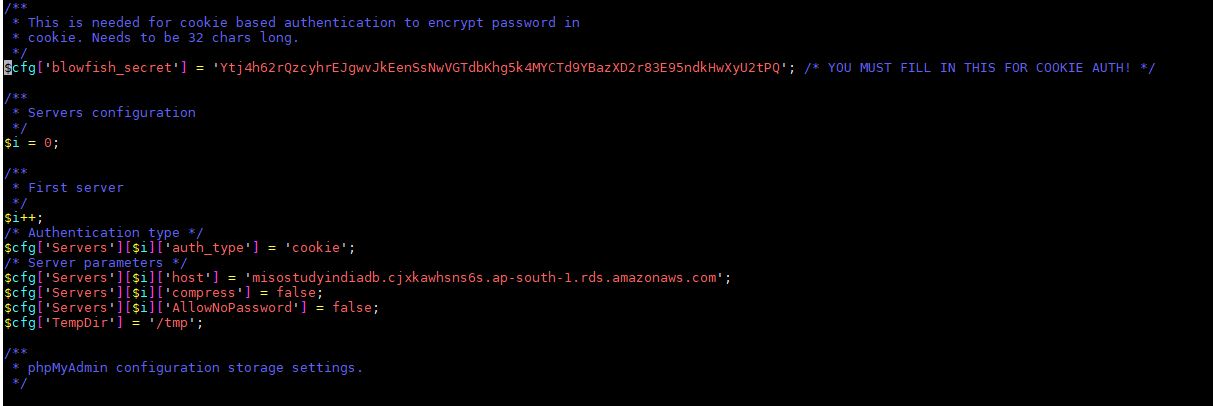 /**
 * This is needed for cookie based authentication to encrypt password in
 * cookie. Needs to be 32 chars long.
 */
$cfg['blowfish_secret'] = 'Ytj4h62rQzcyhrEJgwvJkEenSsNwVGTdbKhg5k4MYCTd9YBazXD2r83E95ndkHwXyU2tPQ'; /* YOU MUST FILL IN THIS FOR COOKIE AUTH! */

/**
 * Servers configuration
 */
$i = 0;

/**
 * First server
 */
$i++;
/* Authentication type */
$cfg['Servers'][$i]['auth_type'] = 'cookie';
/* Server parameters */
$cfg['Servers'][$i]['host'] = 'misostudyindiadb.cjxkawhsns6s.ap-south-1.rds.amazonaws.com';
$cfg['Servers'][$i]['compress'] = false;
$cfg['Servers'][$i]['AllowNoPassword'] = false;
$cfg['TempDir'] = '/tmp';

/**
 * phpMyAdmin configuration storage settings.
 */